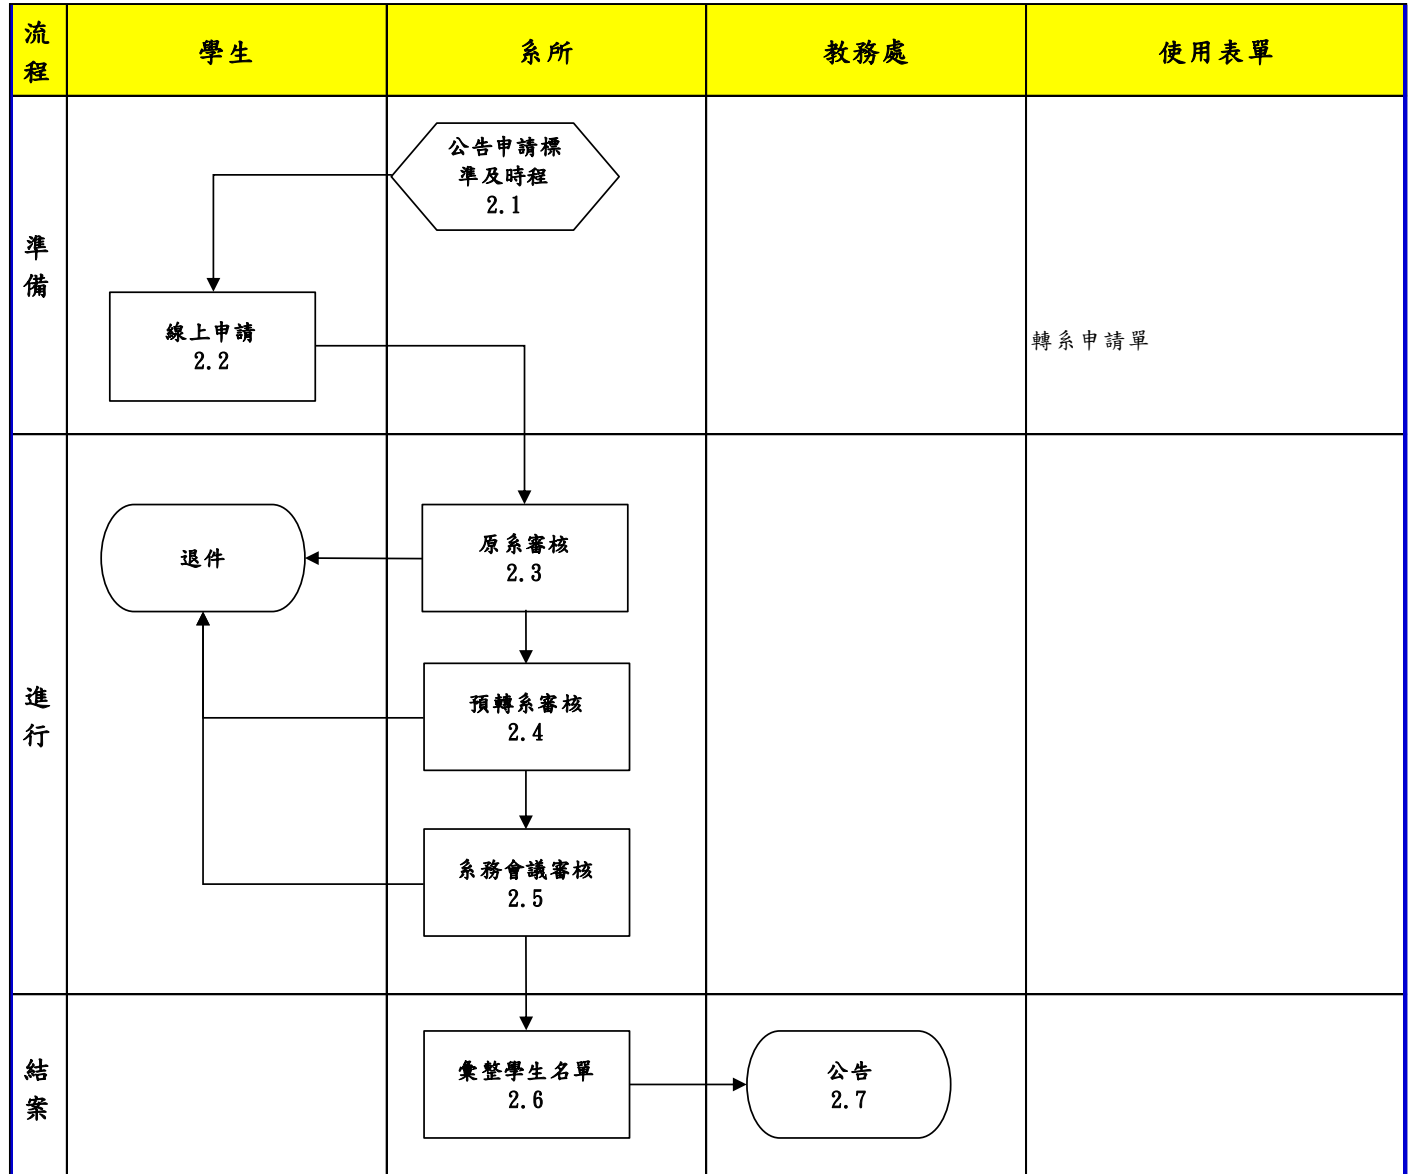 流
程
學生
系所
教務處
使用表單
準
備
公告申請標
準及時程
2.1
線上申請
2.2
轉系申請單
進
行
退件
原系審核
2.3
預轉系審核
2.4
系務會議審核
2.5
結
案
彙整學生名單
2.6
公告
2.7